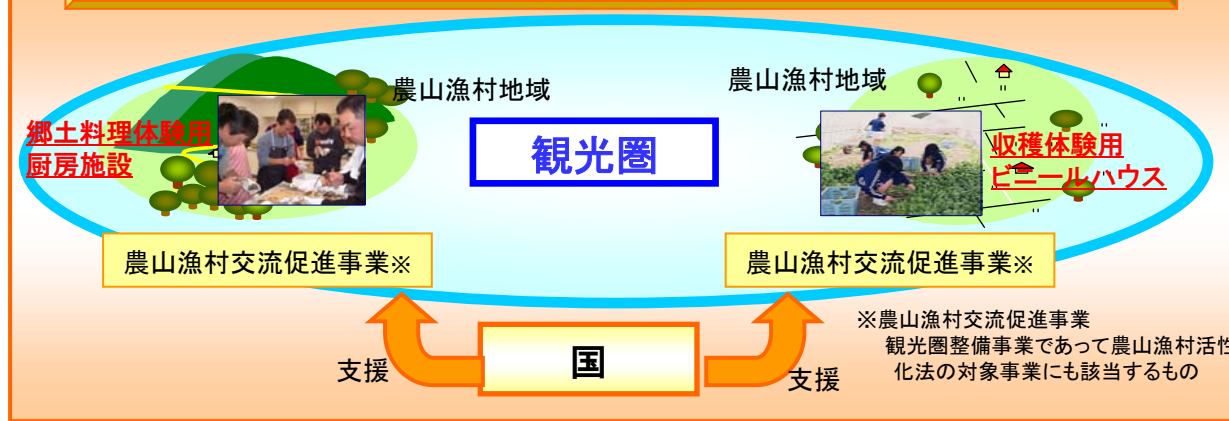 農山漁村地域
農山漁村地域
郷土料理体験用
厨房施設
観光圏
収穫体験用
ビニールハウス
農山漁村交流促進事業※
農山漁村交流促進事業※
※農山漁村交流促進事業
観光圏整備事業であって農山漁村活性
化法の対象事業にも該当するもの
支援
国
支援